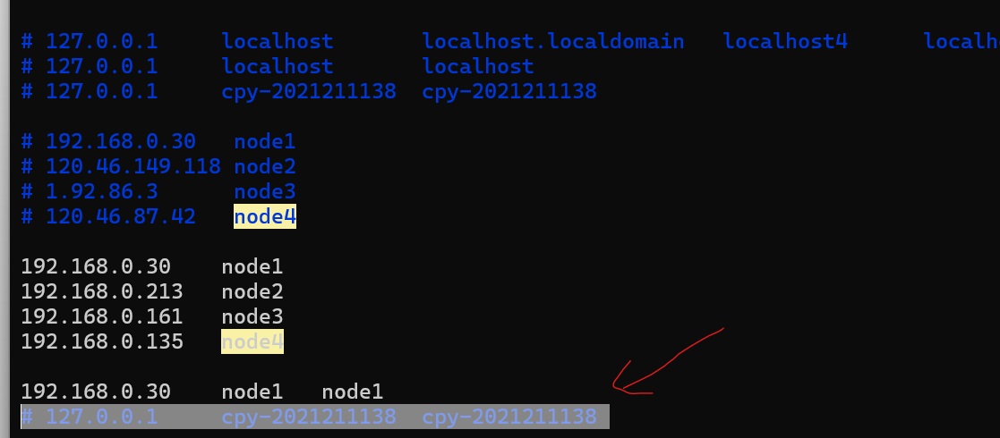 # 127.0.0.1 localhost localhost.localdomain localhost4
# 127.0.0.1 localhost localhost
# 127.0.0.1 cpy-2021211138 cpy-2021211138
# 192.168.0.30 node1
# 120.46.149.118 node2
# 1.92.86.3 node3
# 120.46.87.42 node4
192.168.0.30 node1
192.168.0.213 node2
192.168.0.161 node3
192.168.0.135 node4
192.168.0.30 node1 node1
# 127.0.0.1 cpy-2021211138 cpy-2021211138